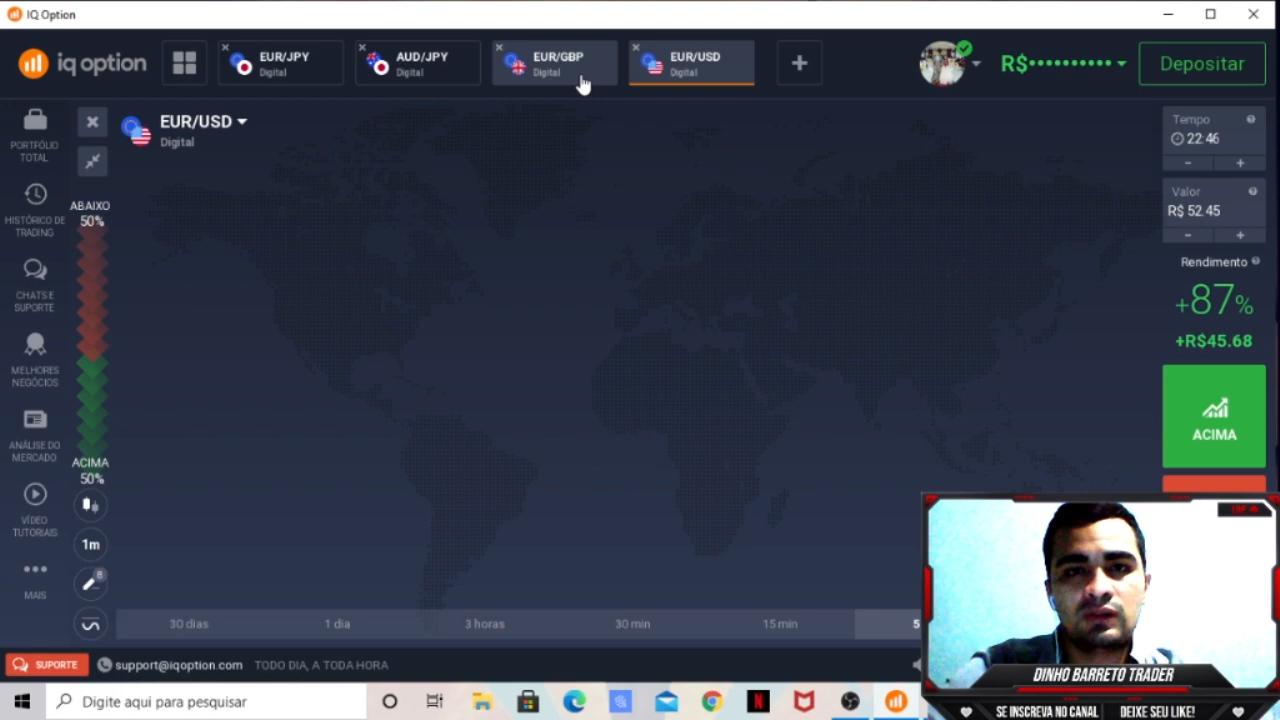 IQ Option
iq option
EUR/JPY
Digital
AUD/JPY
Digital
EUR/GBP
Digital
EUR/USD
Digital
R$••••••••••
Depositar
PORTFÓLIO
TOTAL
HISTÓRICO DE
TRADING
CHATS E
SUPORTE
MELHORES
NEGÓCIOS
ANÁLISE DO
MERCADO
VÍDEO
TUTORIAIS
MAIS
EUR/USD
Digital
ABAIXO
50%
ACIMA
50%
1m
8
Tempo
22:46
- +
Valor
R$ 52.45
- +
Rendimento
+87%
+R$45.68
ACIMA
30 dias
1 dia
3 horas
30 min
15 min
5
SUPORTE
support@iqoption.com
TODO DIA, A TODA HORA
DINHO BARRETO TRADER
SE INSCREVA NO CANAL
DEIXE SEU LIKE!
Digite aqui para pesquisar